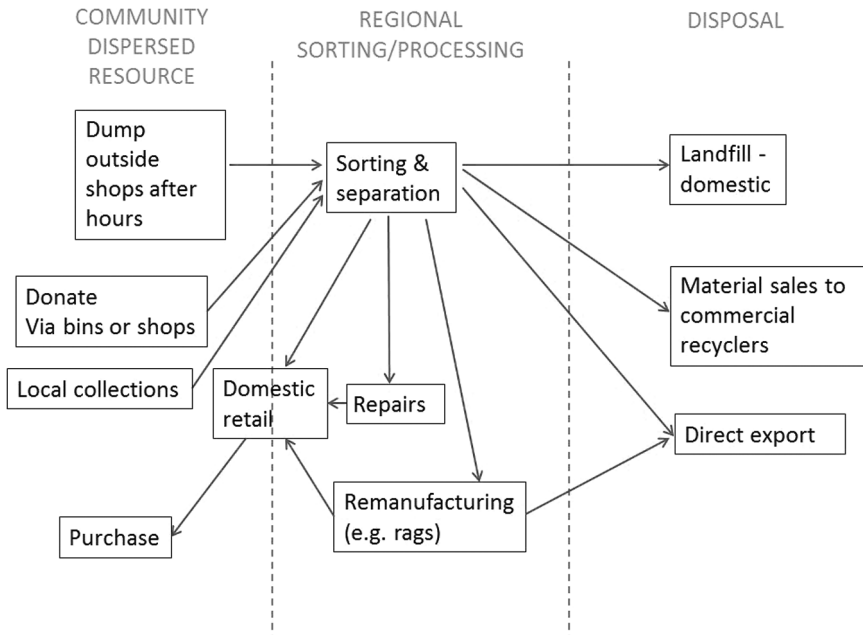 COMMUNITY
DISPERSED
RESOURCE
REGIONAL
SORTING/PROCESSING
DISPOSAL
Dump
outside
shops after
hours
Sorting &
separation
Landfill -
domestic
Donate
Via bins or shops
Material sales to
commercial
recyclers
Local collections
Domestic
retail
Repairs
Direct export
Remanufacturing
(e.g. rags)
Purchase